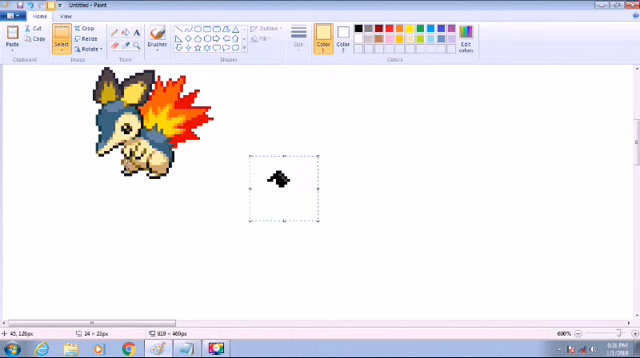 Untitled - Paint
Home View
Cut
Copy
Paste
Crop
Resize
Rotate
Select
Brushes
Outline
Fill
Size
Color
1
Color
2
Edit
colors
Clipboard
Image
Tools
Shapes
Colors
45, 126px
24 × 23px
819 × 460px
600%